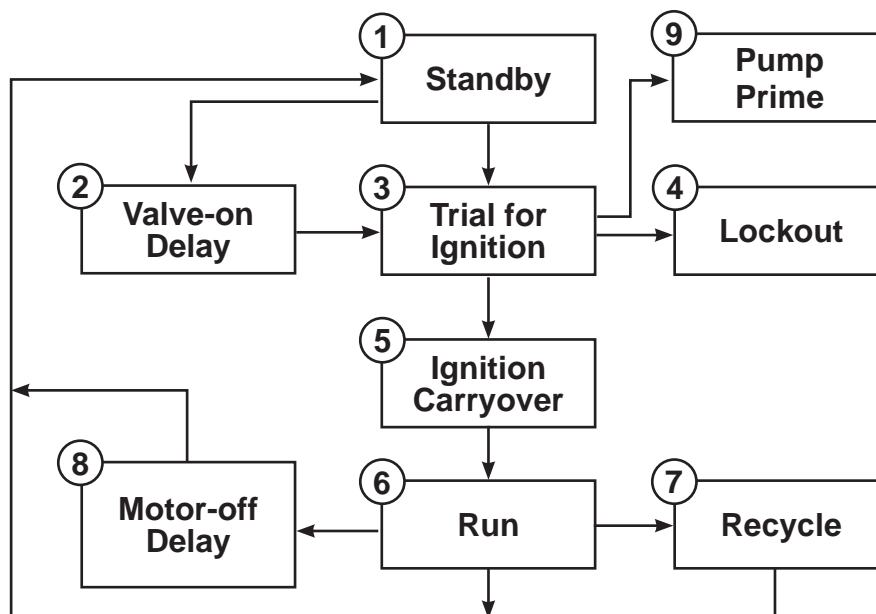 1
Standby
9
Pump
Prime
2
Valve-on
Delay
3
Trial for
Ignition
4
Lockout
5
Ignition
Carryover
8
Motor-off
Delay
6
Run
7
Recycle